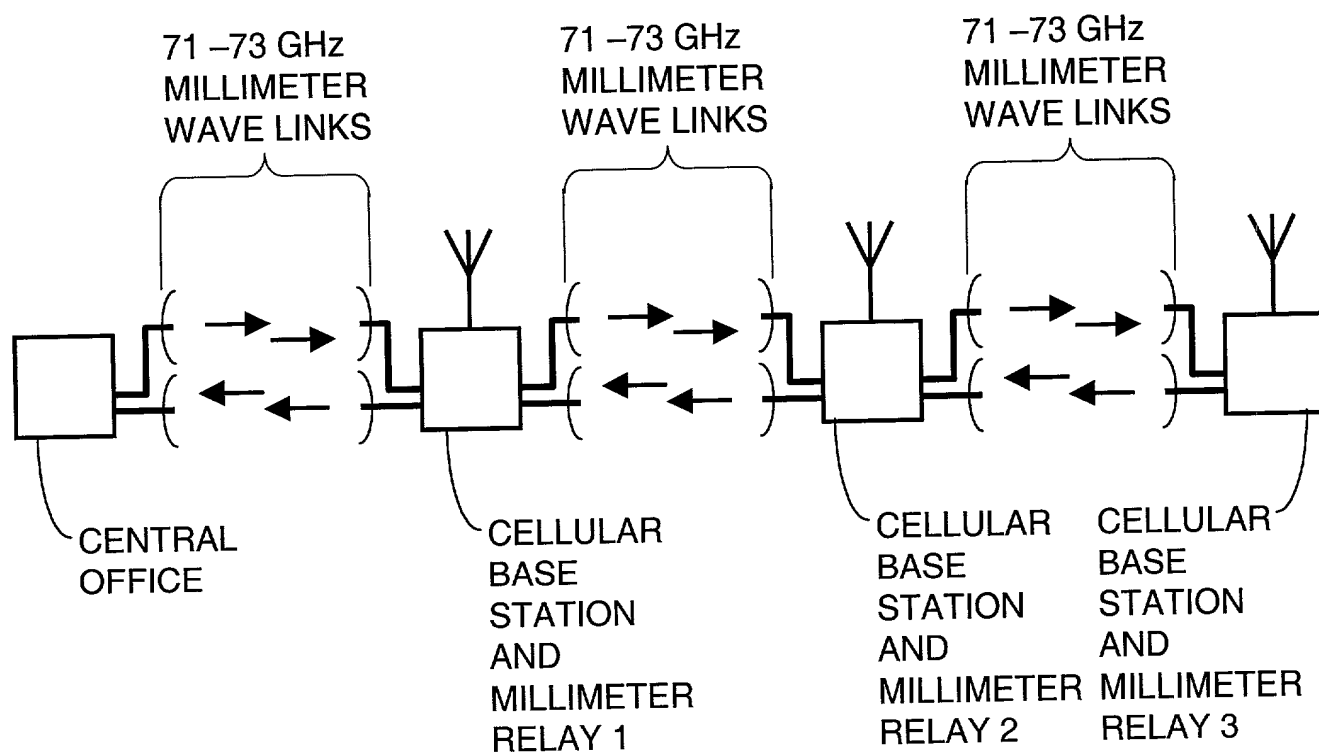 71 –73 GHz
MILLIMETER
WAVE LINKS
71 –73 GHz
MILLIMETER
WAVE LINKS
71 –73 GHz
MILLIMETER
WAVE LINKS
CENTRAL
OFFICE
CELLULAR
BASE
STATION
AND
MILLIMETER
RELAY 1
CELLULAR
BASE
STATION
AND
MILLIMETER
RELAY 2
CELLULAR
BASE
STATION
AND
MILLIMETER
RELAY 3